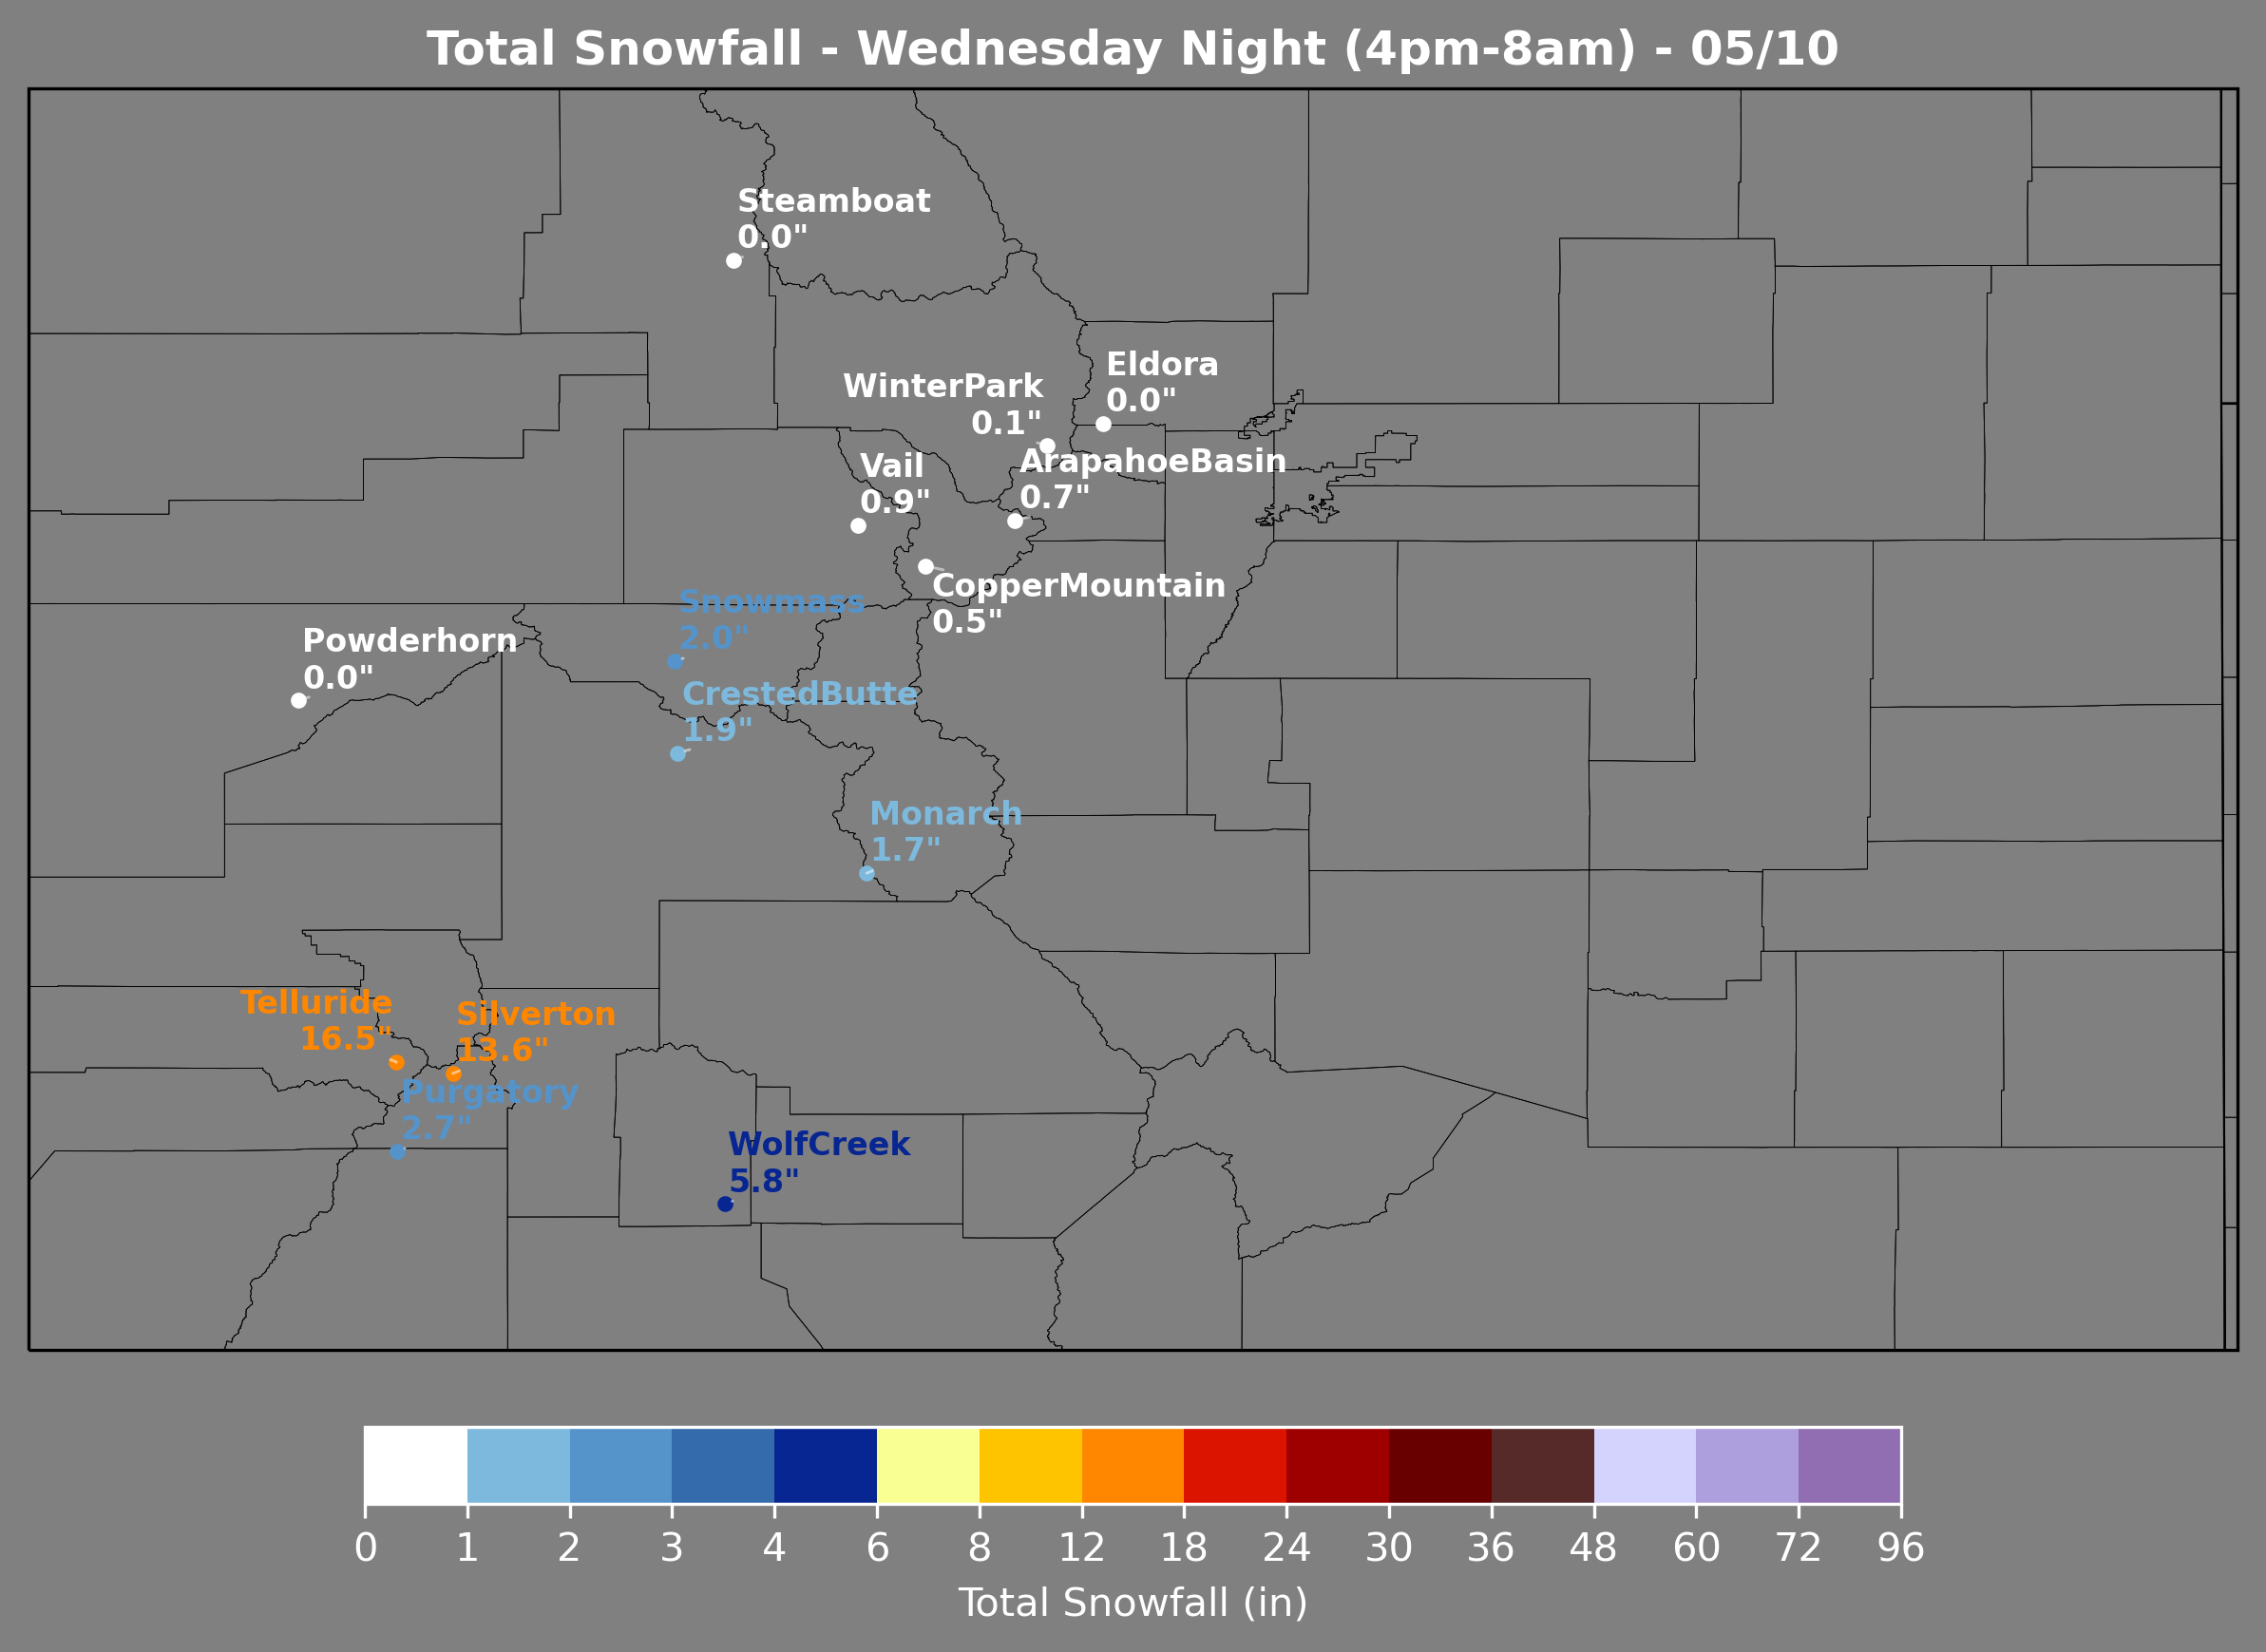 Total Snowfall - Wednesday Night (4pm-8am) - 05/10
Steamboat
0.0"
Eldora
0.0"
WinterPark
0.1"
ArapahoeBasin
0.7"
Vail
0.9"
CopperMountain
0.5"
Snowmass
2.0"
Powderhorn
0.0"
CrestedButte
1.9"
Monarch
1.7"
Telluride
16.5"
Silverton
13.6"
Purgatory
2.7"
WolfCreek
5.8"
0 1 2 3 4 6 8 12 18 24 30 36 48 60 72 96
Total Snowfall (in)